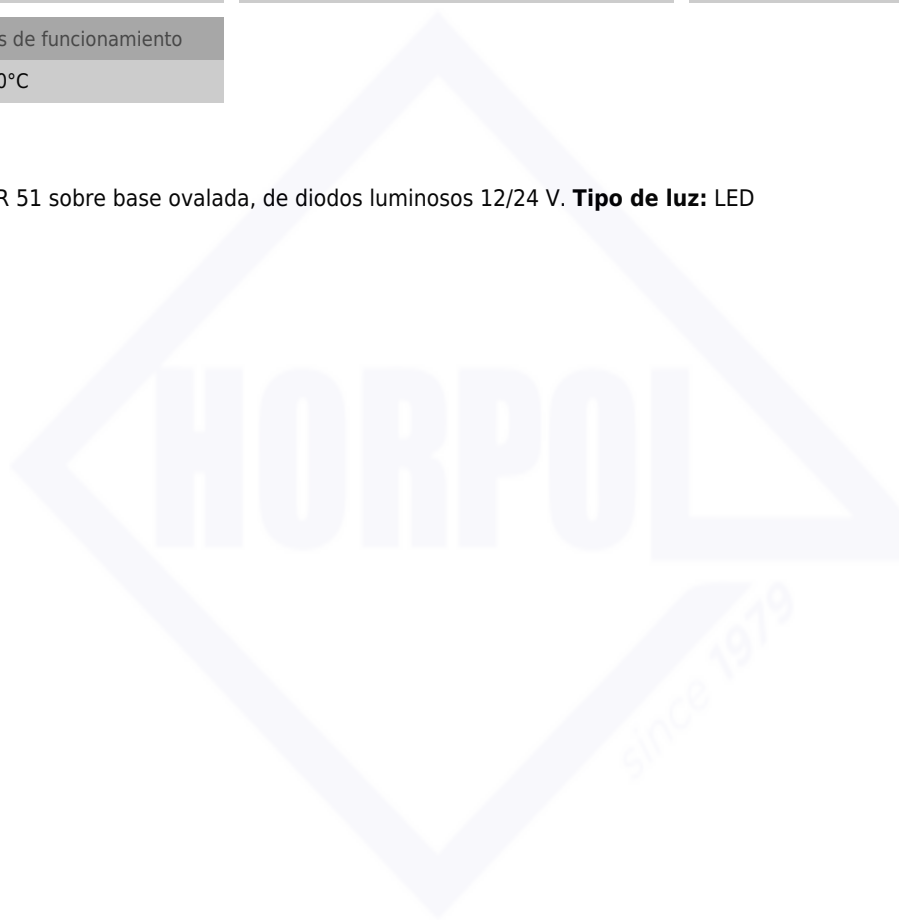 s de funcionamiento
0°C
R 51 sobre base ovalada, de diodos luminosos 12/24 V. Tipo de luz: LED
HORPOL
since 1979